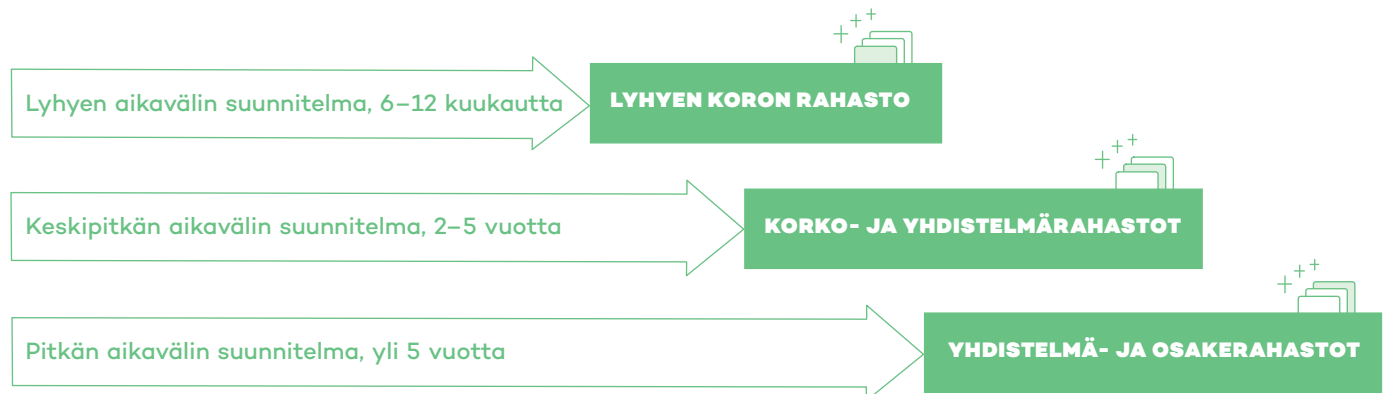 Lyhyen aikavälin suunnitelma, 6–12 kuukautta
LYHYEN KORON RAHASTO
Keskipitkän aikavälin suunnitelma, 2–5 vuotta
KORKO- JA YHDISTELMÄRAHASTOT
Pitkän aikavälin suunnitelma, yli 5 vuotta
YHDISTELMÄ- JA OSAKERAHASTOT